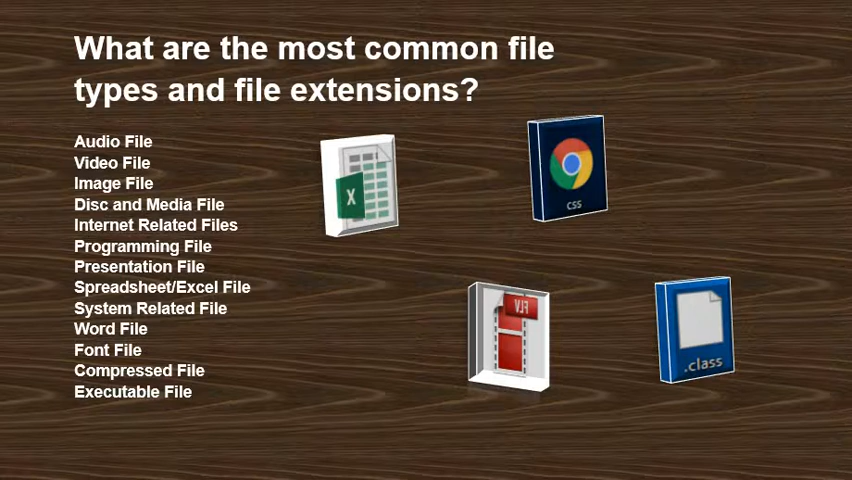 What are the most common file
types and file extensions?
Audio File
Video File
Image File
Disc and Media File
Internet Related Files
Programming File
Presentation File
Spreadsheet/Excel File
System Related File
Word File
Font File
Compressed File
Executable File
X
css
FLV
.class